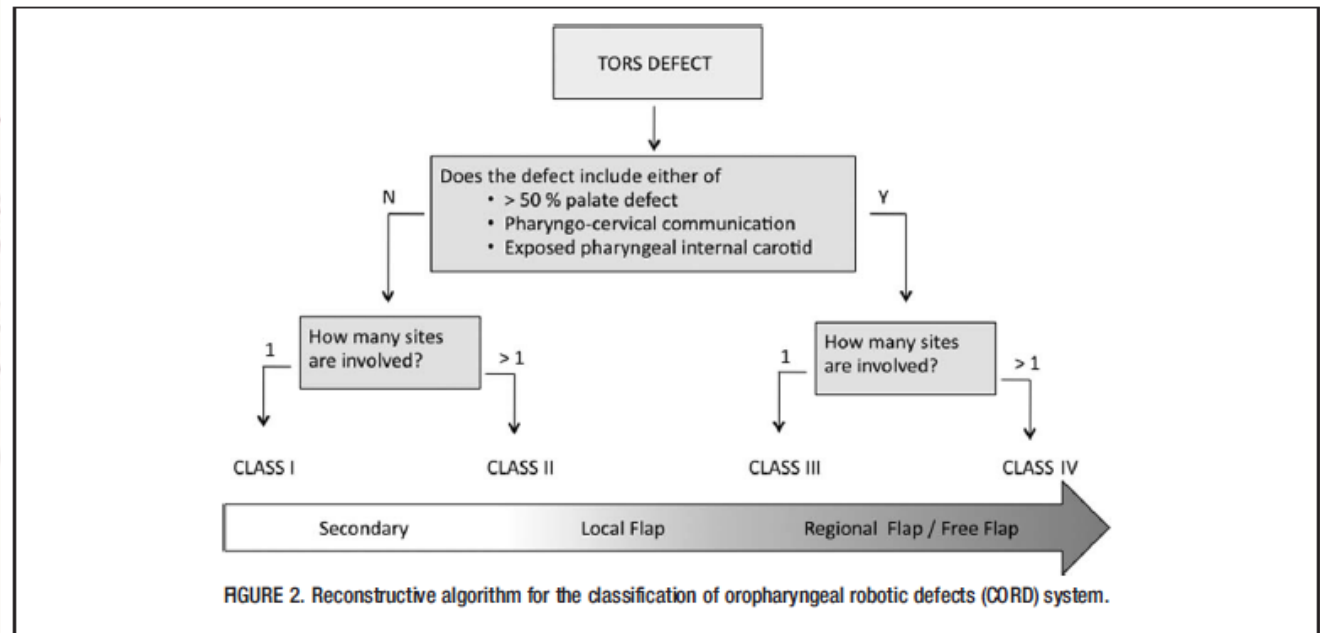 TORS DEFECT
Does the defect include either of
• > 50 % palate defect
• Pharyngo-cervical communication
• Exposed pharyngeal internal carotid
N
Y
How many sites
are involved?
1
> 1
How many sites
are involved?
1
> 1
CLASS I
CLASS II
CLASS III
CLASS IV
Secondary
Local Flap
Regional Flap / Free Flap
FIGURE 2. Reconstructive algorithm for the classification of oropharyngeal robotic defects (CORD) system.